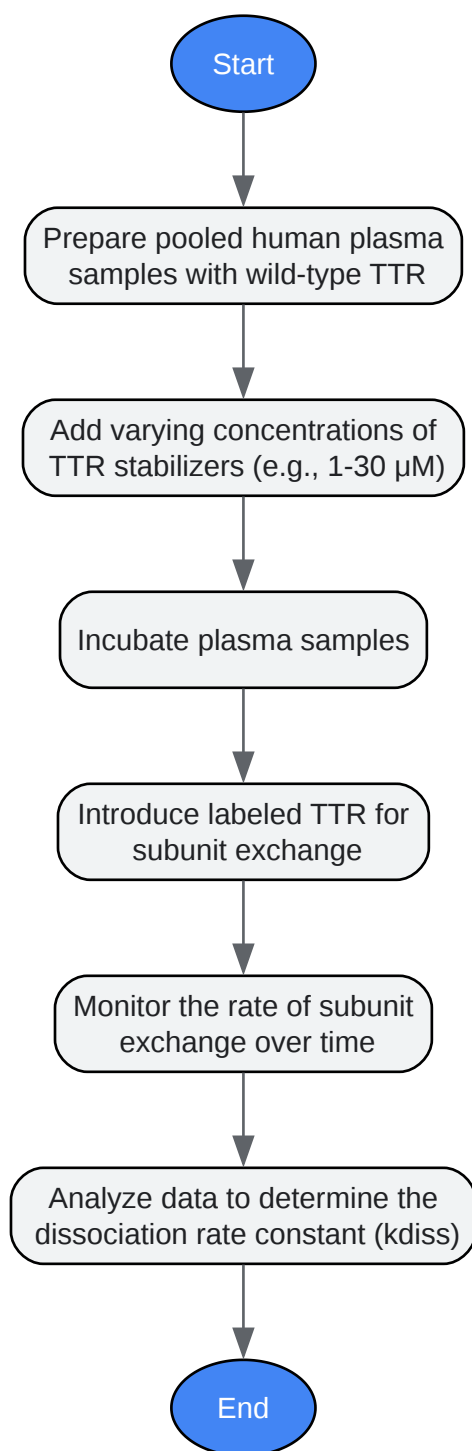 Start
Prepare pooled human plasma
samples with wild-type TTR
Add varying concentrations of
TTR stabilizers (e.g., 1-30 μM)
Incubate plasma samples
Introduce labeled TTR for
subunit exchange
Monitor the rate of subunit
exchange over time
Analyze data to determine the
dissociation rate constant (kdiss)
End